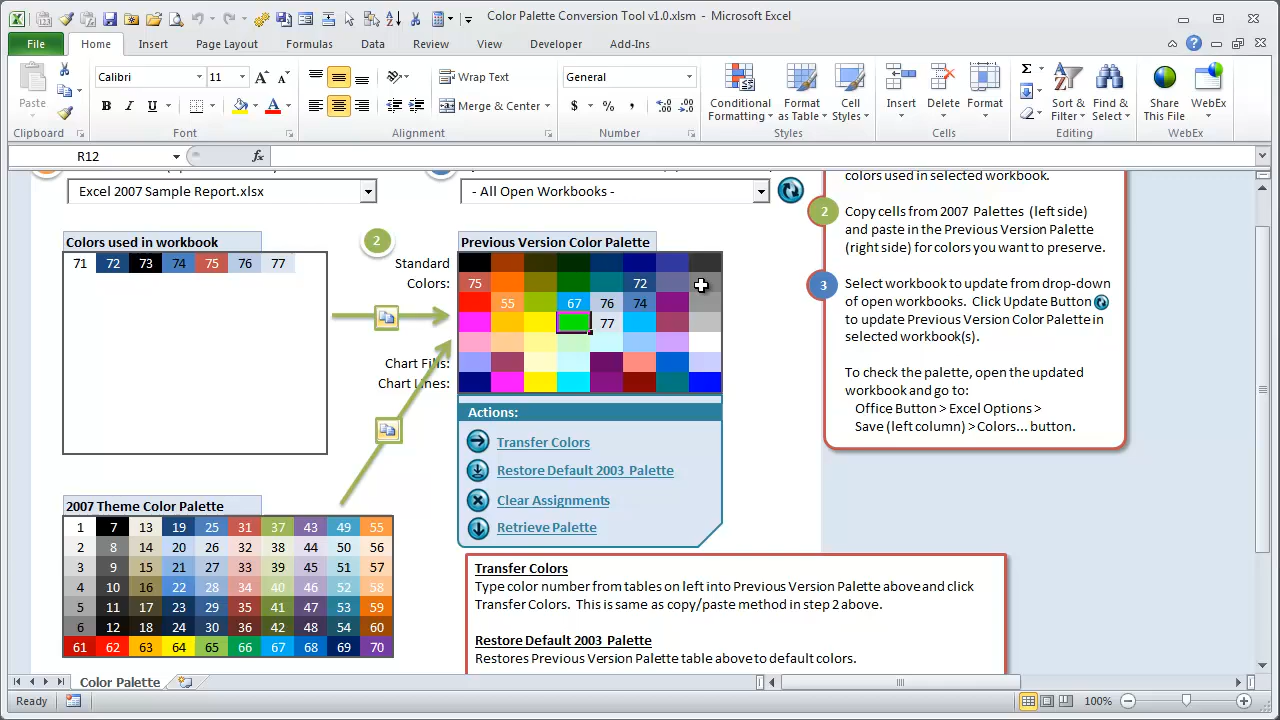 Color Palette Conversion Tool v1.0.xlsm - Microsoft Excel
File Home Insert Page Layout Formulas Data Review View Developer Add-Ins
Paste
Calibri 11
General
Wrap Text
Merge & Center
Conditional Formatting
Format as Table
Cell Styles
Insert Delete Format
Sort & Filter
Find & Select
Share This File
WebEx
Clipboard Font Alignment Number Styles Cells Editing WebEx
R12
fx
Excel 2007 Sample Report.xlsx
- All Open Workbooks -
Colors used in workbook
71 72 73 74 75 76 77
2
Standard
Colors:
Chart Fills:
Chart Lines:
Previous Version Color Palette
75 72
55 67 76 74
77
Actions:
Transfer Colors
Restore Default 2003 Palette
Clear Assignments
Retrieve Palette
2007 Theme Color Palette
1 7 13 19 25 31 37 43 49 55
2 8 14 20 26 32 38 44 50 56
3 9 15 21 27 33 39 45 51 57
4 10 16 22 28 34 40 46 52 58
5 11 17 23 29 35 41 47 53 59
6 12 18 24 30 36 42 48 54 60
61 62 63 64 65 66 67 68 69 70
Transfer Colors
Type color number from tables on left into Previous Version Palette above and click
Transfer Colors. This is same as copy/paste method in step 2 above.
Restore Default 2003 Palette
Restores Previous Version Palette table above to default colors.
colors used in selected workbook.
2
Copy cells from 2007 Palettes (left side)
and paste in the Previous Version Palette
(right side) for colors you want to preserve.
3
Select workbook to update from drop-down
of open workbooks. Click Update Button
to update Previous Version Color Palette in
selected workbook(s).
To check the palette, open the updated
workbook and go to:
Office Button > Excel Options >
Save (left column) > Colors... button.
Color Palette
Ready
100%